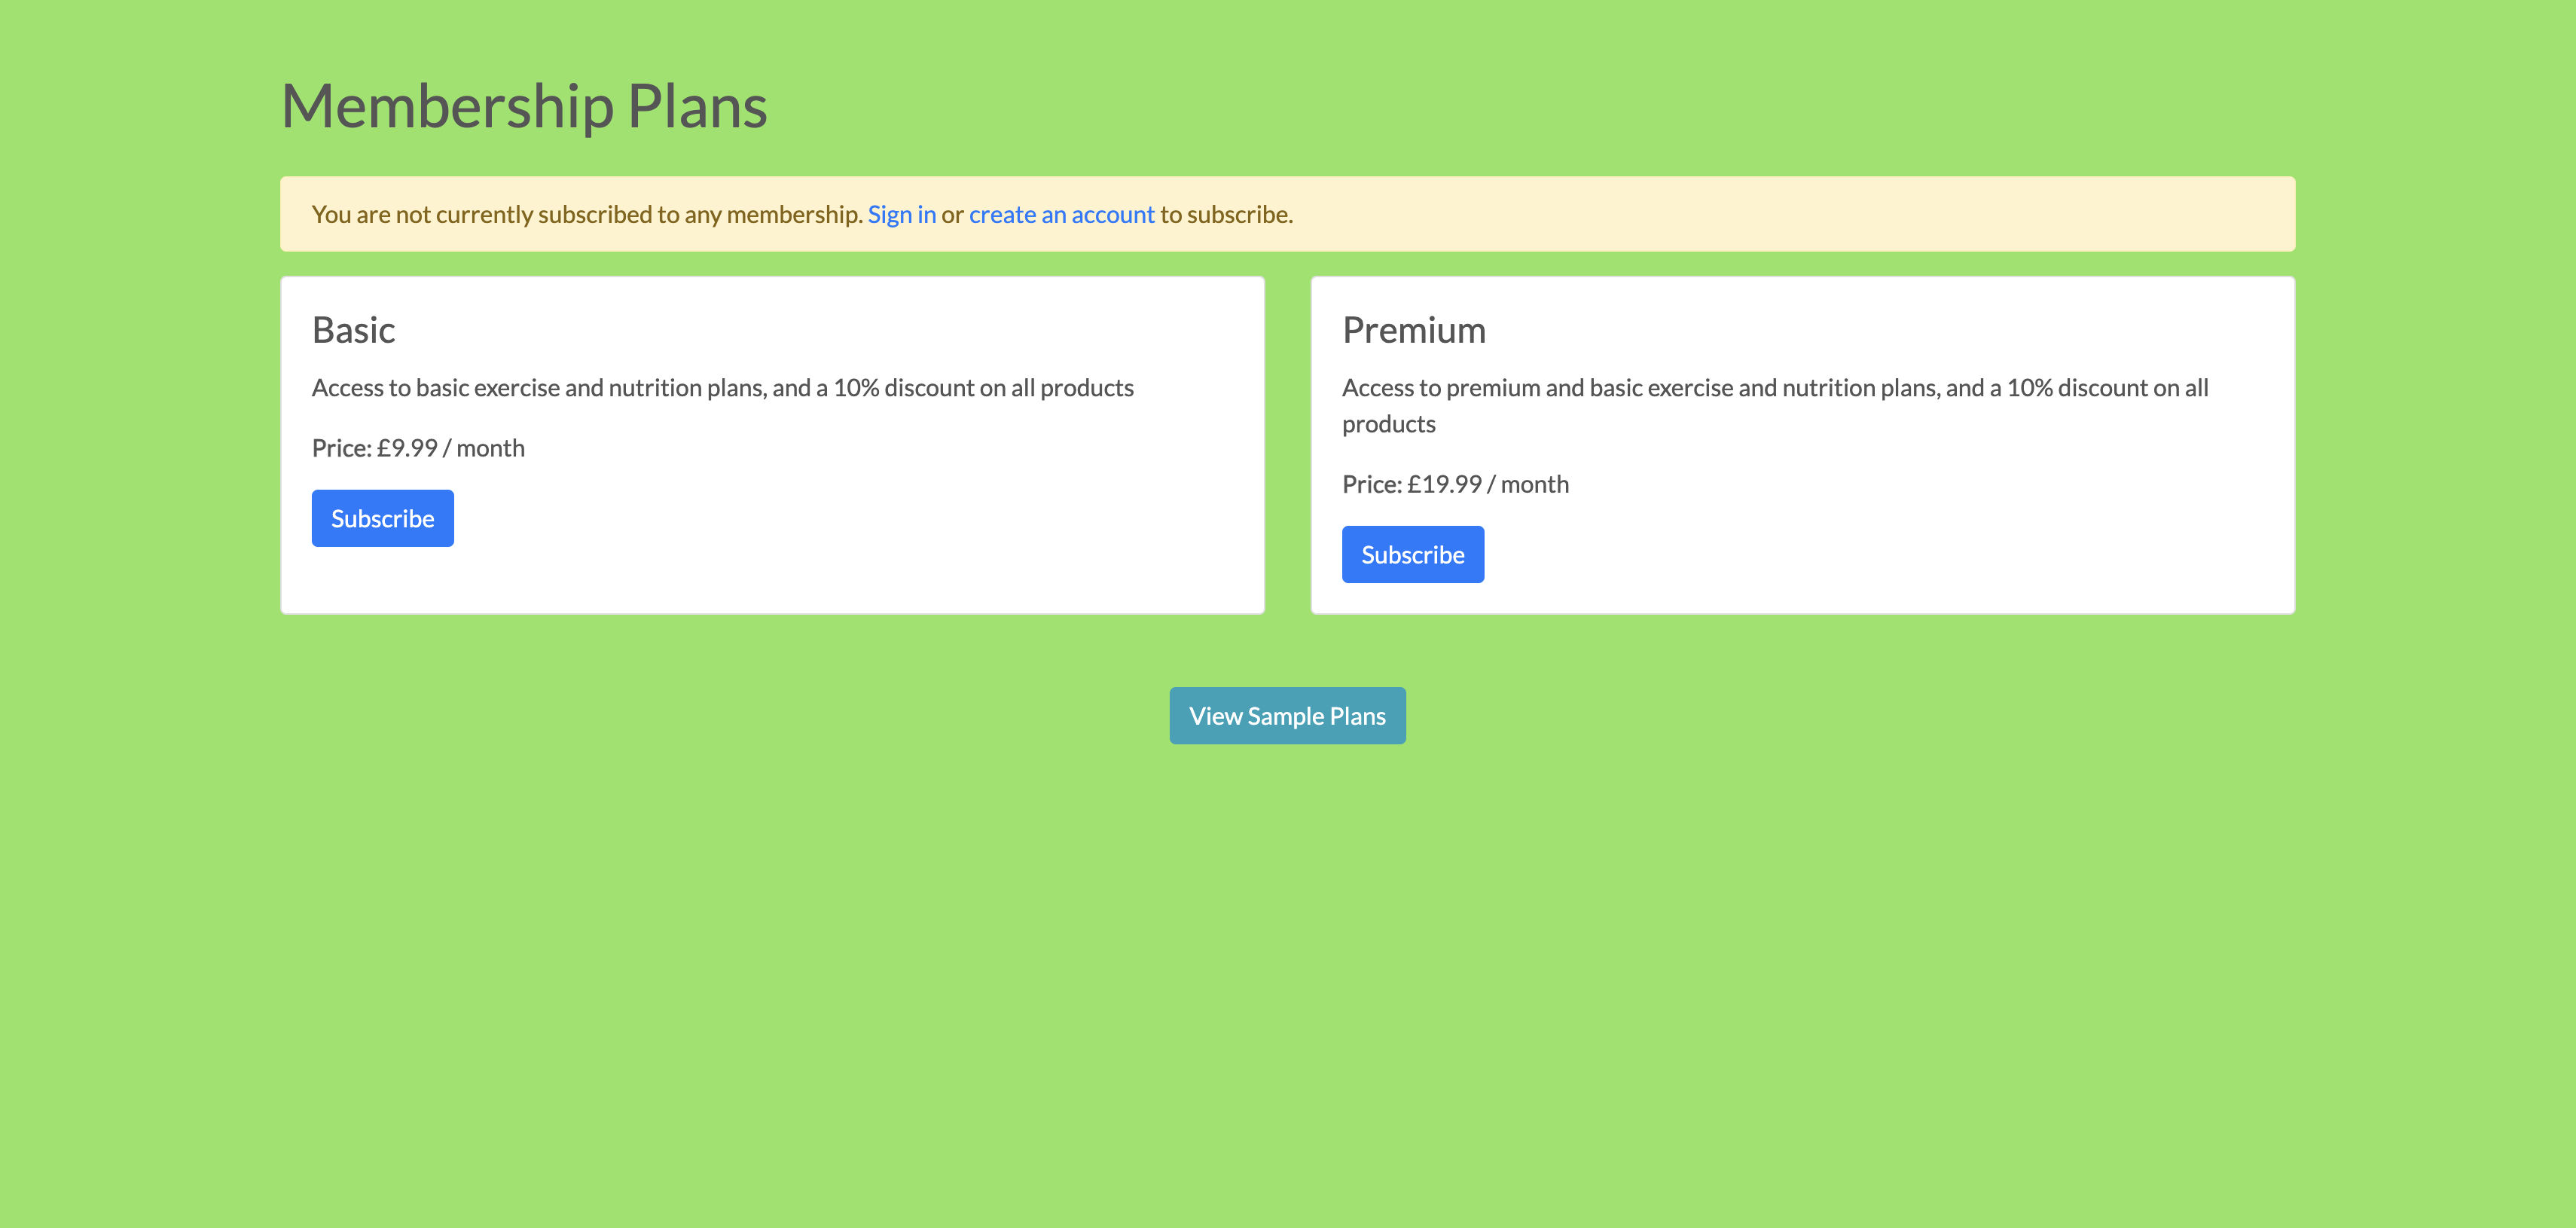 Membership Plans
You are not currently subscribed to any membership. Sign in or create an account to subscribe.
Basic
Access to basic exercise and nutrition plans, and a 10% discount on all products
Price: £9.99 / month
Subscribe
Premium
Access to premium and basic exercise and nutrition plans, and a 10% discount on all
products
Price: £19.99 / month
Subscribe
View Sample Plans